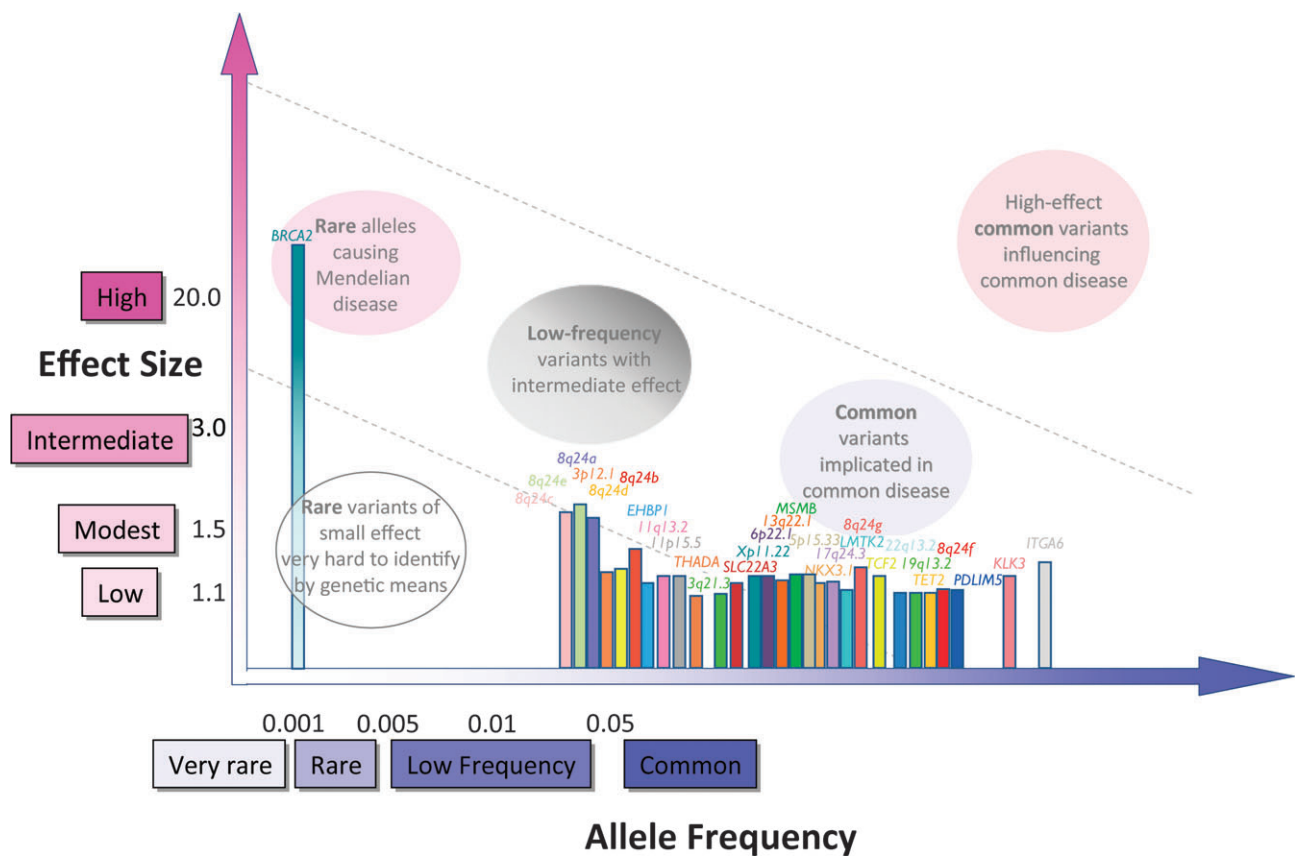 BRCA2
Rare alleles
causing
Mendelian
disease
High-effect
common variants
influencing
common disease
High
20.0
Effect Size
Low-frequency
variants with
intermediate effect
Intermediate
3.0
Common
variants
implicated in
common disease
Rare variants of
small effect
very hard to identify
by genetic means
Modest
1.5
Low
1.1
8q24c
8q24e
8q24a
3p12.1
8q24d
8q24b
EHBP1
11q13.2
11p15.5
THADA
3q21.3
SLC22A3
Xp11.22
6p22.1
13q22.1
MSMB
5p15.33
NKX3.1
17q24.3
LMTK2
8q24g
TCF2
22q13.2
19q13.2
TET2
8q24f
PDLIM5
KLK3
ITGA6
0.001
0.005
0.01
0.05
Very rare
Rare
Low Frequency
Common
Allele Frequency